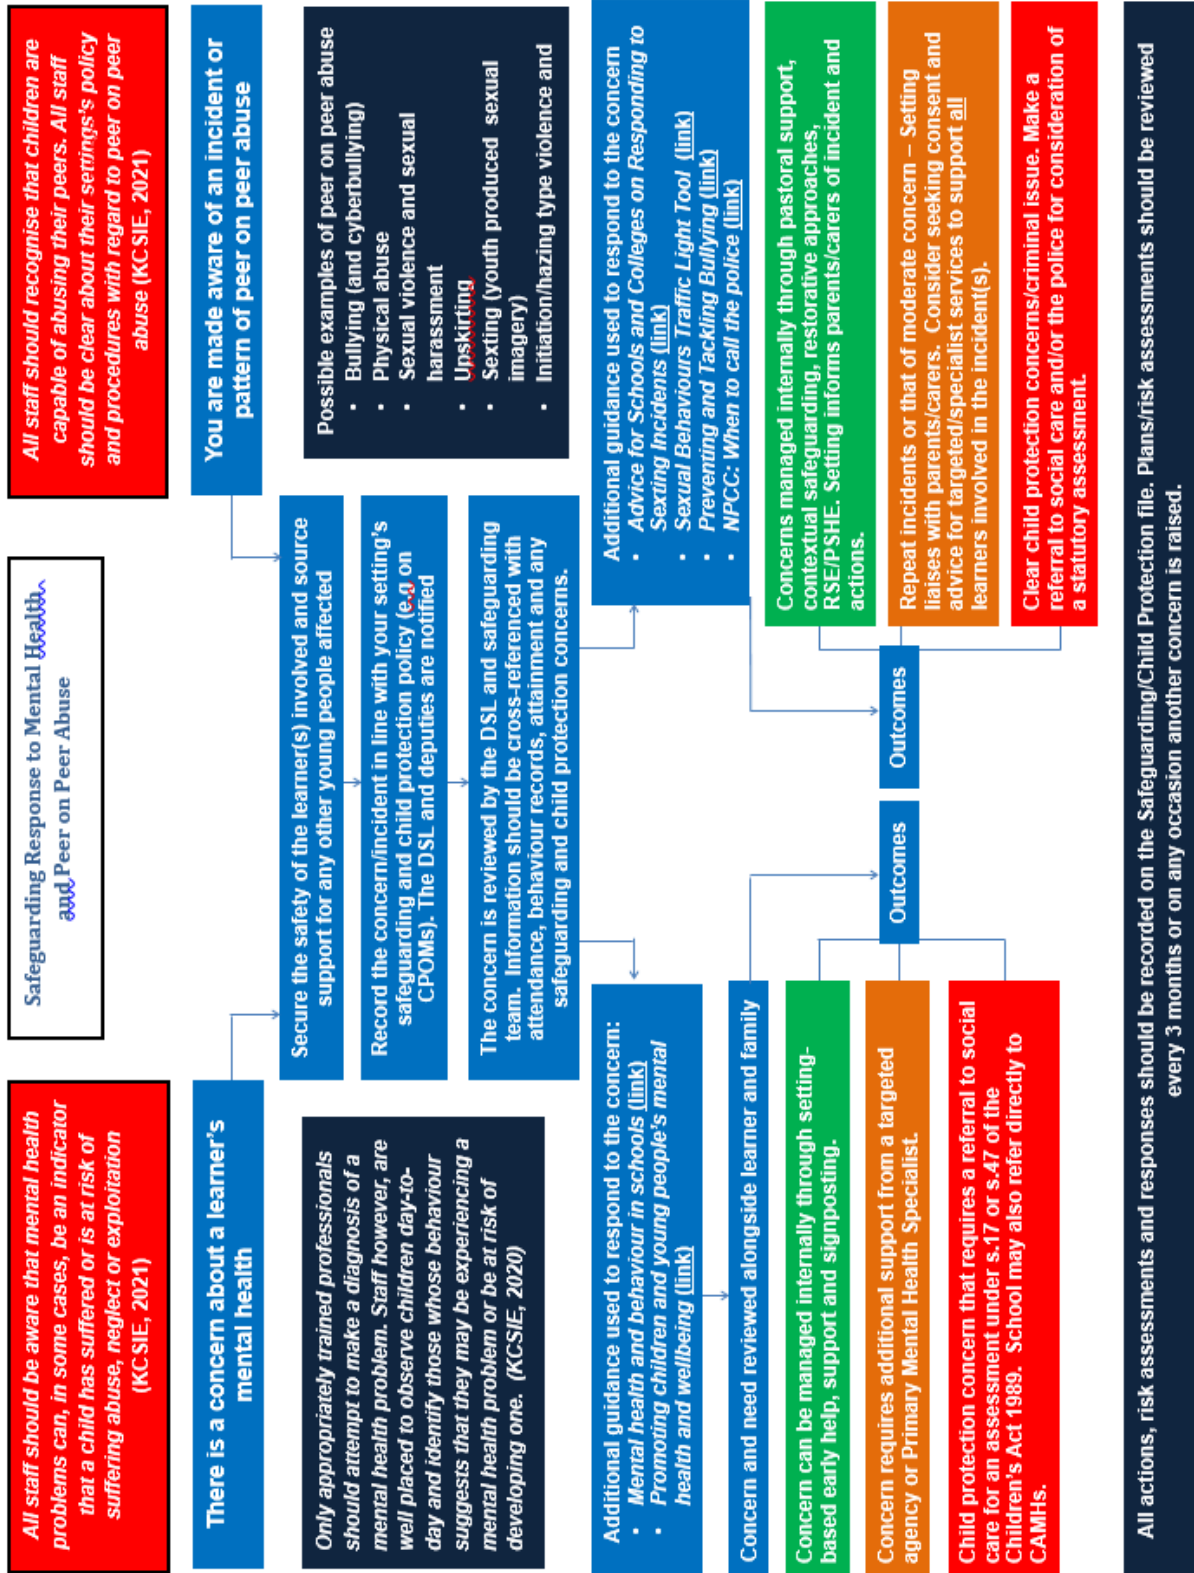 All staff should be aware that mental health
problems can, in some cases, be an indicator
that a child has suffered or is at risk of
suffering abuse, neglect or exploitation
(KCSIE, 2021)
Safeguarding Response to Mental Health
and Peer on Peer Abuse
All staff should recognise that children are
capable of abusing their peers. All staff
should be clear about their settings's policy
and procedures with regard to peer on peer
abuse (KCSIE, 2021)
There is a concern about a learner's
mental health
You are made aware of an incident or
pattern of peer on peer abuse
Secure the safety of the learner(s) involved and source
support for any other young people affected
Record the concern/incident in line with your setting's
safeguarding and child protection policy (e.g on
CPOMs). The DSL and deputies are notified
The concern is reviewed by the DSL and safeguarding
team. Information should be cross-referenced with
attendance, behaviour records, attainment and any
safeguarding and child protection concerns.
Only appropriately trained professionals
should attempt to make a diagnosis of a
mental health problem. Staff however, are
well placed to observe children day-to-
day and identify those whose behaviour
suggests that they may be experiencing a
mental health problem or be at risk of
developing one. (KCSIE, 2020)
Possible examples of peer on peer abuse
• Bullying (and cyberbullying)
• Physical abuse
• Sexual violence and sexual
harassment
• Upskirting
• Sexting (youth produced sexual
imagery)
• Initiation/hazing type violence and
Additional guidance used to respond to the concern:
• Mental health and behaviour in schools (link)
• Promoting children and young people's mental
health and wellbeing (link)
Concern and need reviewed alongside learner and family
Additional guidance used to respond to the concern
• Advice for Schools and Colleges on Responding to
Sexting Incidents (link)
• Sexual Behaviours Traffic Light Tool (link)
• Preventing and Tackling Bullying (link)
• NPCC: When to call the police (link)
Concern can be managed internally through setting-
based early help, support and signposting.
Concern requires additional support from a targeted
agency or Primary Mental Health Specialist.
Child protection concern that requires a referral to social
care for an assessment under s.17 or s.47 of the
Children's Act 1989. School may also refer directly to
CAMHs.
Outcomes
Outcomes
Concerns managed internally through pastoral support,
contextual safeguarding, restorative approaches,
RSE/PSHE. Setting informs parents/carers of incident and
actions.
Repeat incidents or that of moderate concern – Setting
liaises with parents/carers. Consider seeking consent and
advice for targeted/specialist services to support all
learners involved in the incident(s).
Clear child protection concerns/criminal issue. Make a
referral to social care and/or the police for consideration of
a statutory assessment.
All actions, risk assessments and responses should be recorded on the Safeguarding/Child Protection file. Plans/risk assessments should be reviewed
every 3 months or on any occasion another concern is raised.